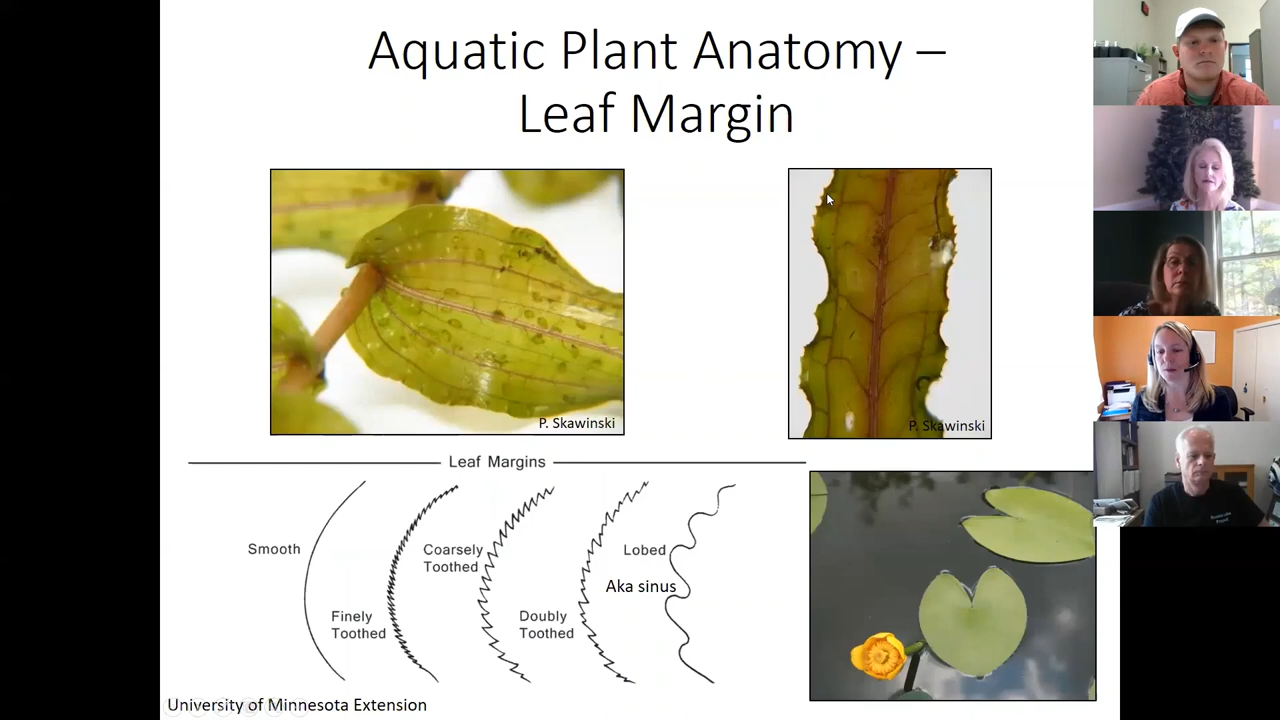 Aquatic Plant Anatomy –
Leaf Margin
P. Skawinski
P. Skawinski
Leaf Margins
Smooth
Finely
Toothed
Coarsely
Toothed
Doubly
Toothed
Lobed
Aka sinus
University of Minnesota Extension